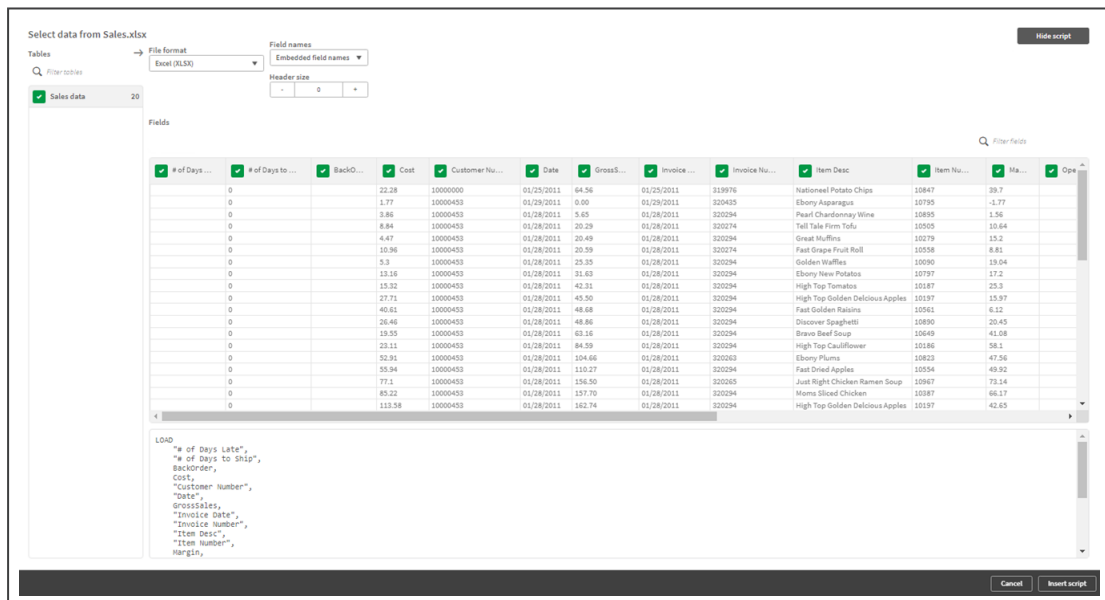 Select data from Sales.xlsx
Hide script
Tables
File format
Field names
Excel (XLSX)
Embedded field names
Filter tables
Header size
- 0 +
Sales data 20
Fields
Filter fields
# of Days ... # of Days to ... BackO... Cost Customer Nu... Date GrossS... Invoice ... Invoice Nu... Item Desc Item Nu... Ma... Ope
0 22.28 10000000 01/25/2011 64.56 01/25/2011 319976 Nationeel Potato Chips 10847 39.7
0 1.77 10000453 01/29/2011 0.00 01/29/2011 320435 Ebony Asparagus 10795 -1.77
0 3.86 10000453 01/28/2011 5.65 01/28/2011 320294 Pearl Chardonnay Wine 10895 1.56
0 8.84 10000453 01/28/2011 20.29 01/28/2011 320274 Tell Tale Firm Tofu 10505 10.64
0 4.47 10000453 01/28/2011 20.49 01/28/2011 320294 Great Muffins 10279 15.2
0 10.96 10000453 01/28/2011 20.59 01/28/2011 320274 Fast Grape Fruit Roll 10558 8.81
0 5.3 10000453 01/28/2011 25.35 01/28/2011 320294 Golden Waffles 10090 19.04
0 13.16 10000453 01/28/2011 31.63 01/28/2011 320294 Ebony New Potatos 10797 17.2
0 15.32 10000453 01/28/2011 42.31 01/28/2011 320294 High Top Tomatos 10187 25.3
0 27.71 10000453 01/28/2011 45.50 01/28/2011 320294 High Top Golden Delcious Apples 10197 15.97
0 40.61 10000453 01/28/2011 48.68 01/28/2011 320294 Fast Golden Raisins 10561 6.12
0 26.46 10000453 01/28/2011 48.86 01/28/2011 320294 Discover Spaghetti 10890 20.45
0 19.55 10000453 01/28/2011 63.16 01/28/2011 320294 Bravo Beef Soup 10649 41.08
0 23.11 10000453 01/28/2011 84.59 01/28/2011 320294 High Top Cauliflower 10186 58.1
0 52.91 10000453 01/28/2011 104.66 01/28/2011 320263 Ebony Plums 10823 47.56
0 55.94 10000453 01/28/2011 110.27 01/28/2011 320294 Fast Dried Apples 10554 49.92
0 77.1 10000453 01/28/2011 156.50 01/28/2011 320265 Just Right Chicken Ramen Soup 10967 73.14
0 85.22 10000453 01/28/2011 157.70 01/28/2011 320294 Moms Sliced Chicken 10387 66.17
0 113.58 10000453 01/28/2011 162.74 01/28/2011 320294 High Top Golden Delcious Apples 10197 42.65
LOAD
"# of Days Late",
"# of Days to Ship",
BackOrder,
Cost,
"Customer Number",
"Date",
GrossSales,
"Invoice Date",
"Invoice Number",
"Item Desc",
"Item Number",
Margin,
Cancel
Insert script